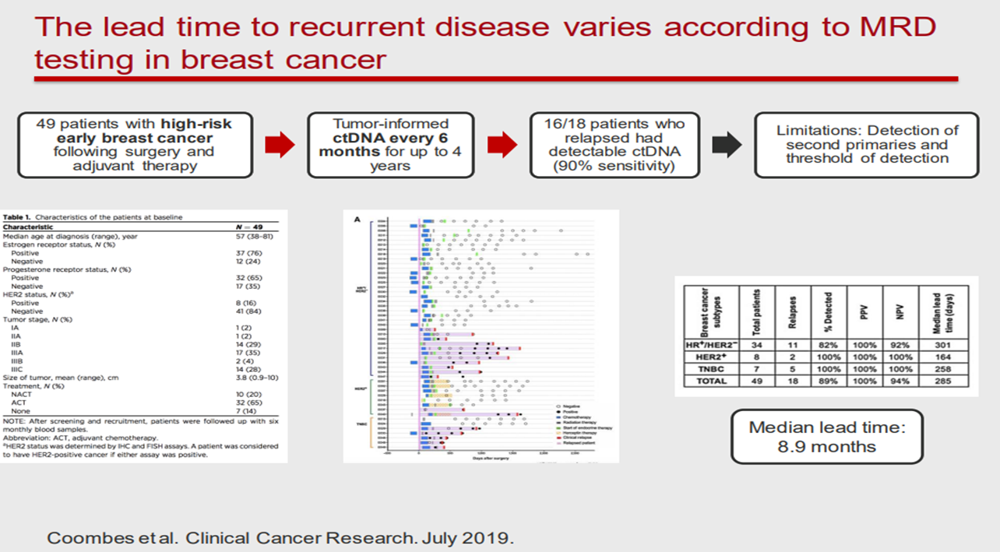 The lead time to recurrent disease varies according to MRD
testing in breast cancer
49 patients with high-risk
early breast cancer
following surgery and
adjuvant therapy
Tumor-informed
ctDNA every 6
months for up to 4
years
16/18 patients who
relapsed had
detectable ctDNA
(90% sensitivity)
Limitations: Detection of
second primaries and
threshold of detection
Table 1. Characteristics of the patients at baseline
Characteristic N = 49
Median age at diagnosis (range), year 57 (38–81)
Estrogen receptor status, N (%)
Positive 37 (76)
Negative 12 (24)
Progesterone receptor status, N (%)
Positive 32 (65)
Negative 17 (35)
HER2 status, N (%)a
Positive 8 (16)
Negative 41 (84)
Tumor stage, N (%)
IA 1 (2)
IIA 1 (2)
IIB 14 (29)
IIIA 17 (35)
IIIB 2 (4)
IIIC 14 (28)
Size of tumor, mean (range), cm 3.8 (0.9–10)
Treatment, N (%)
NACT 10 (20)
ACT 32 (65)
None 7 (14)
NOTE: After screening and recruitment, patients were followed up with six
monthly blood samples.
Abbreviation: ACT, adjuvant chemotherapy.
aHER2 status was determined by IHC and FISH assays. A patient was considered
to have HER2-positive cancer if either assay was positive.
A
TNBC
Negative
Positive
Chemotherapy
Radiation therapy
Start of endocrine therapy
Herceptin therapy
Clinical relapse
Relapsed patient
Days after surgery
Breast cancer subtypes Total patients Relapses % Detected PPV NPV Median lead time (days)
HR+/HER2- 34 11 82% 100% 92% 301
HER2+ 8 2 100% 100% 100% 164
TNBC 7 5 100% 100% 100% 258
TOTAL 49 18 89% 100% 94% 285
Median lead time:
8.9 months
Coombes et al. Clinical Cancer Research. July 2019.